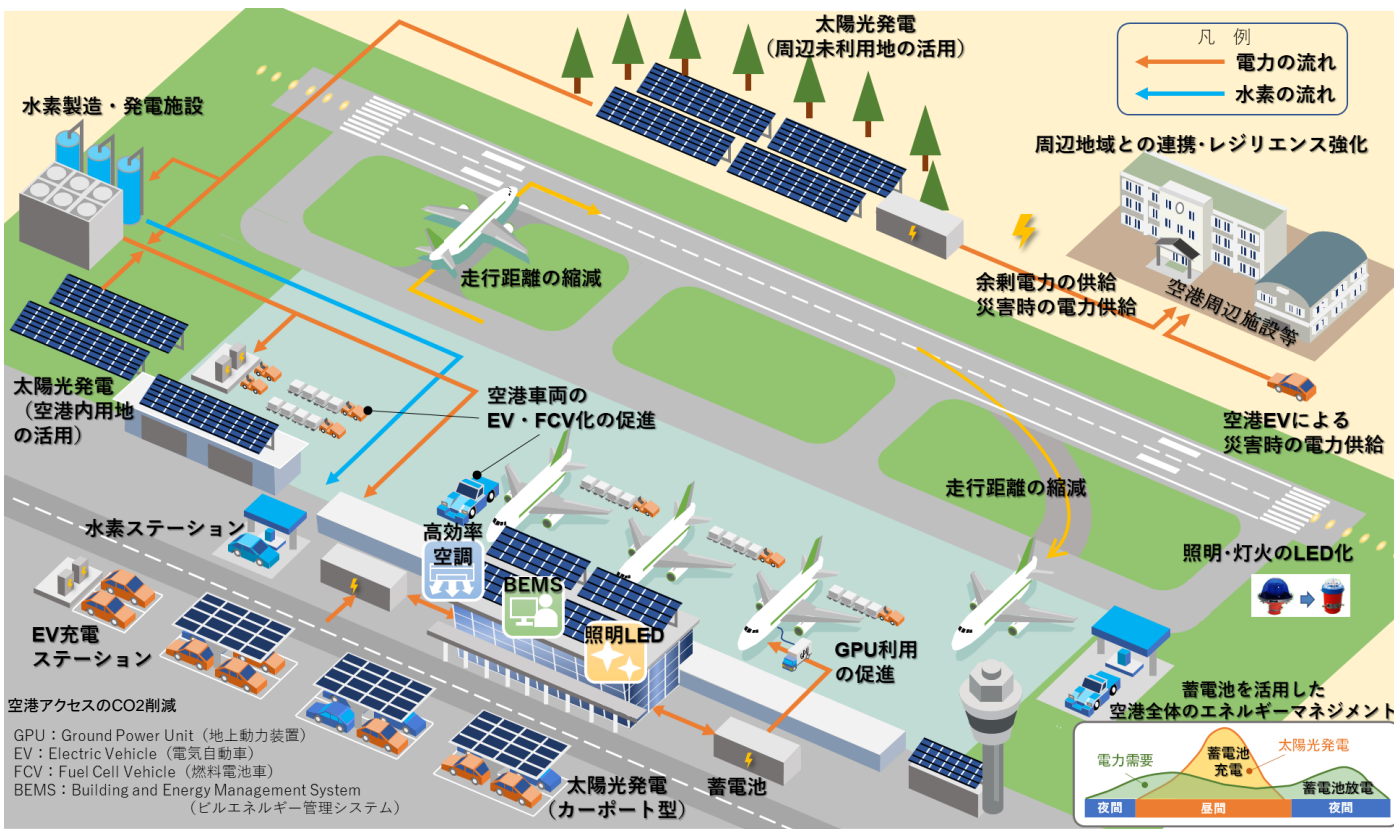 太陽光発電
（周辺未利用地の活用）
凡　例
電力の流れ
水素の流れ
水素製造・発電施設
周辺地域との連携・レジリエンス強化
走行距離の縮減
余剰電力の供給
災害時の電力供給
空港周辺施設等
太陽光発電
（空港内用地
の活用）
空港車両の
EV・FCV化の促進
空港EVによる
災害時の電力供給
走行距離の縮減
水素ステーション
高効率
空調
BEMS
照明LED
照明・灯火のLED化
EV充電
ステーション
GPU利用
の促進
空港アクセスのCO2削減
GPU：Ground Power Unit（地上動力装置）
EV：Electric Vehicle（電気自動車）
FCV：Fuel Cell Vehicle（燃料電池車）
BEMS：Building and Energy Management System
（ビルエネルギー管理システム）
太陽光発電
（カーポート型）
蓄電池
蓄電池を活用した
空港全体のエネルギーマネジメント
電力需要
蓄電池
充電
太陽光発電
蓄電池放電
夜間
昼間
夜間